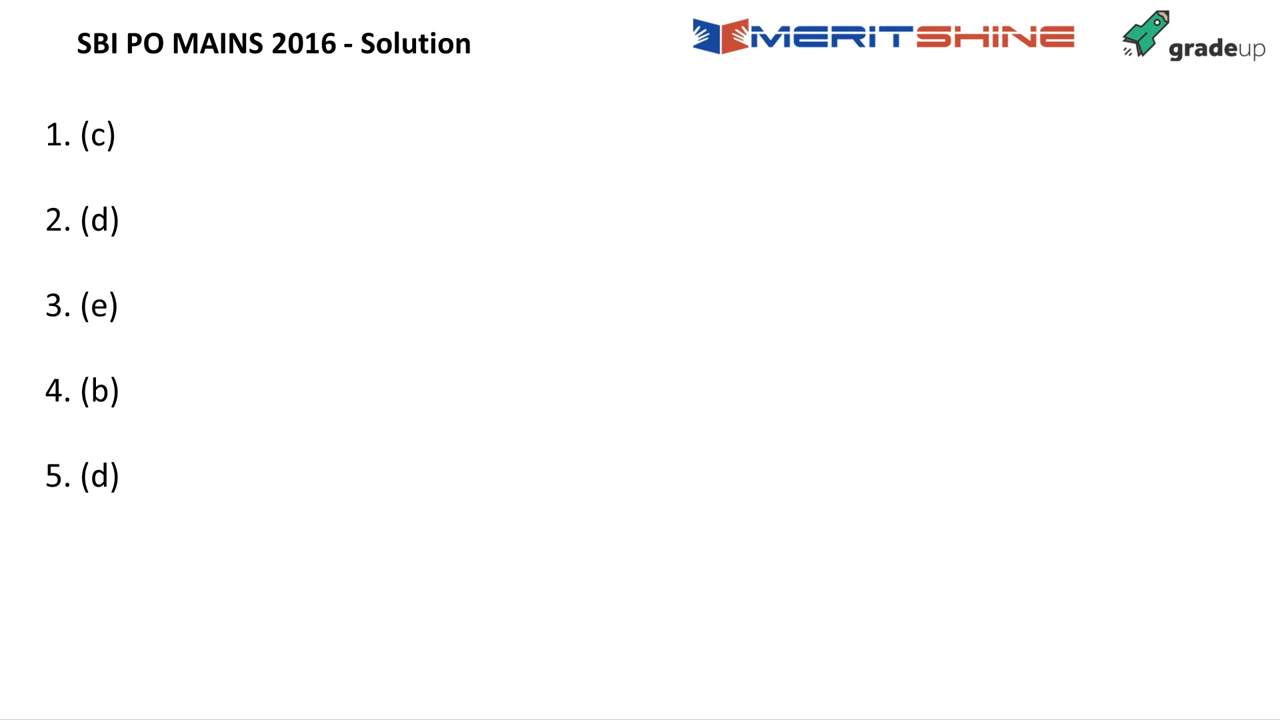 SBI PO MAINS 2016 - Solution
MERITSHINE
gradeup
1. (c)
2. (d)
3. (e)
4. (b)
5. (d)